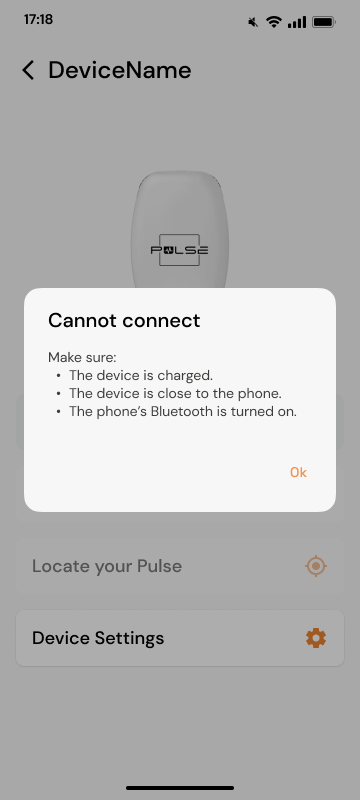 17:18
DeviceName
PULSE
Cannot connect
Make sure:
• The device is charged.
• The device is close to the phone.
• The phone’s Bluetooth is turned on.
Ok
Locate your Pulse
Device Settings